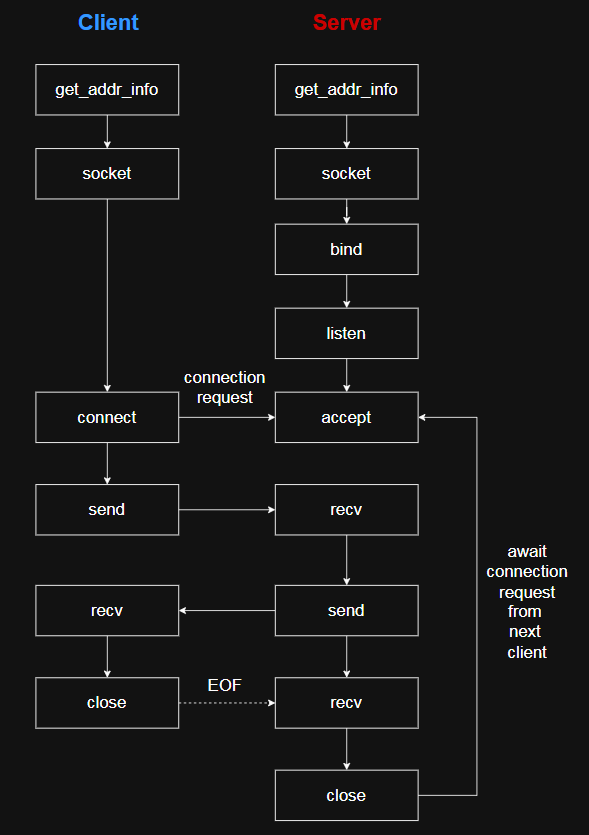 Client
Server
get_addr_info
get_addr_info
socket
socket
bind
listen
connection
request
connect
accept
send
recv
recv
send
await
connection
request
from
next
client
close
EOF
recv
close